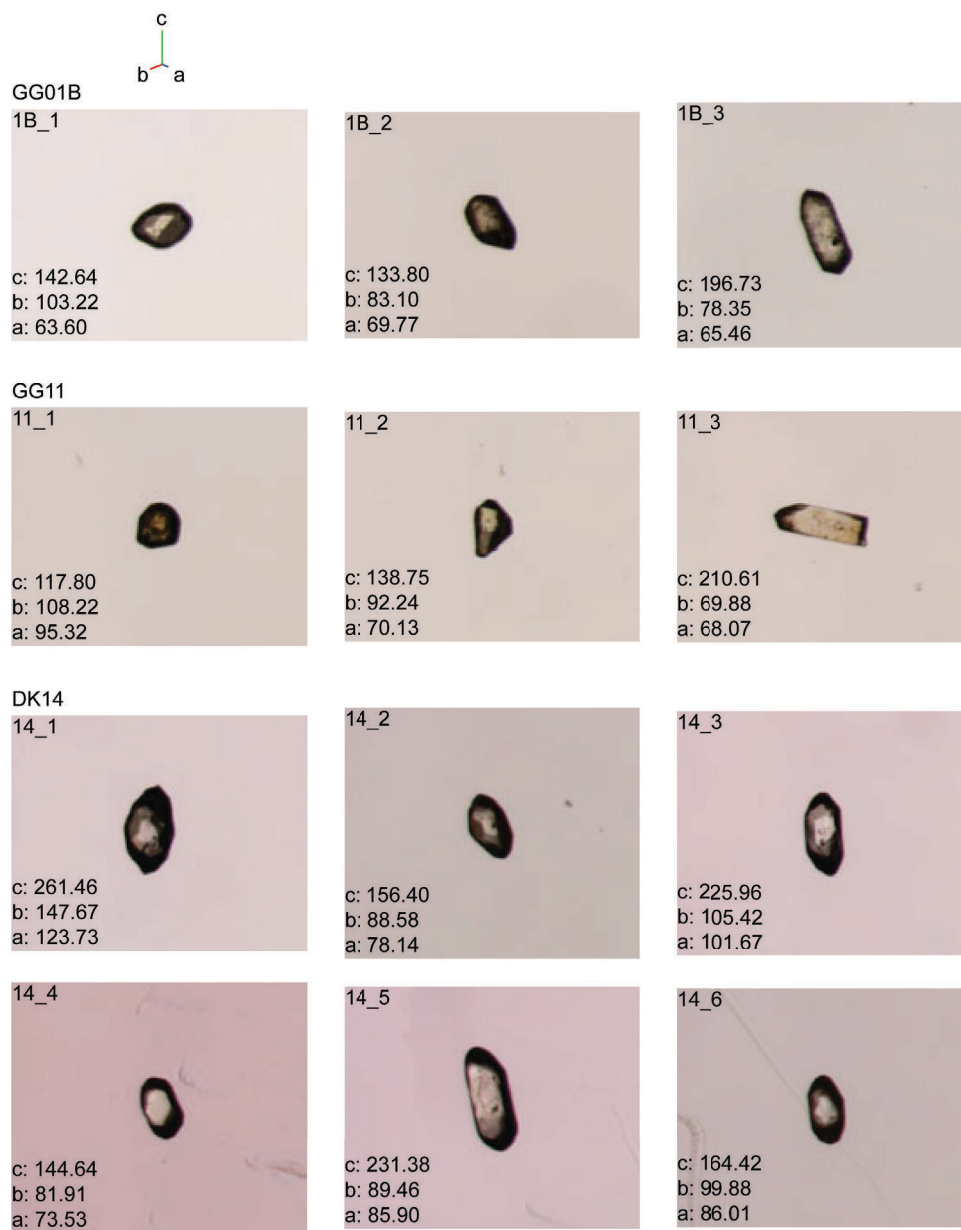 c
b a
GG01B
1B_1
c: 142.64
b: 103.22
a: 63.60
1B_2
c: 133.80
b: 83.10
a: 69.77
1B_3
c: 196.73
b: 78.35
a: 65.46
GG11
11_1
c: 117.80
b: 108.22
a: 95.32
11_2
c: 138.75
b: 92.24
a: 70.13
11_3
c: 210.61
b: 69.88
a: 68.07
DK14
14_1
c: 261.46
b: 147.67
a: 123.73
14_2
c: 156.40
b: 88.58
a: 78.14
14_3
c: 225.96
b: 105.42
a: 101.67
14_4
c: 144.64
b: 81.91
a: 73.53
14_5
c: 231.38
b: 89.46
a: 85.90
14_6
c: 164.42
b: 99.88
a: 86.01